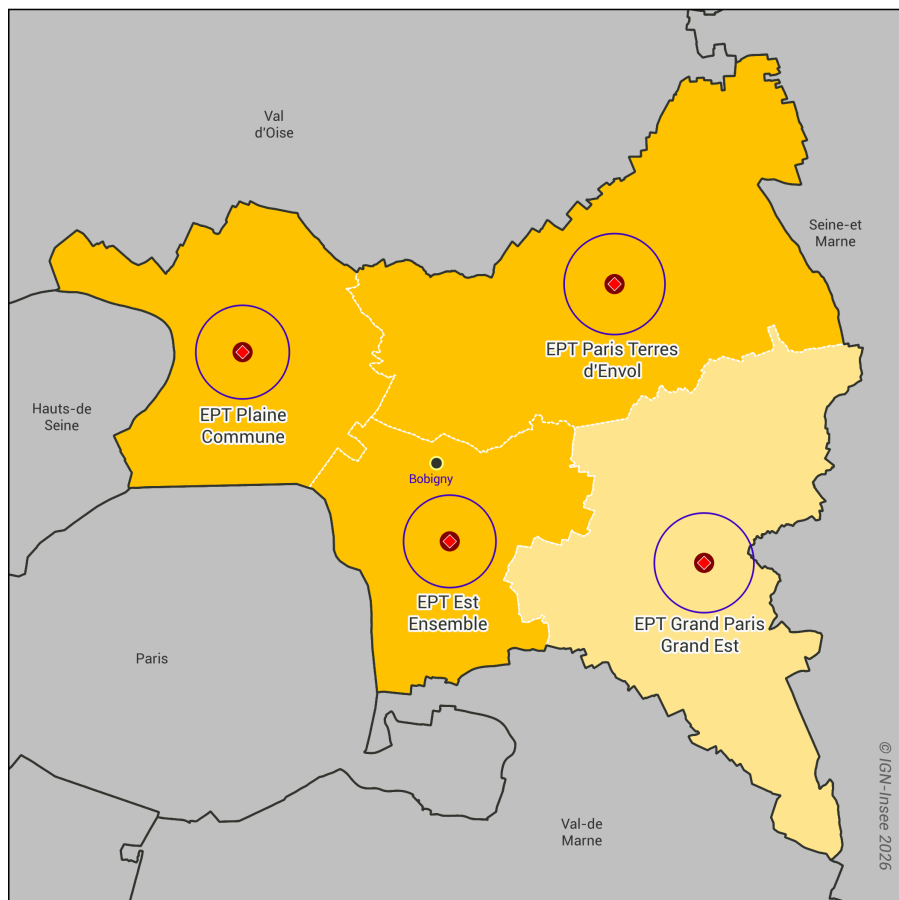 Val
d'Oise
Seine-et
Marne
EPT Paris Terres
d'Envol
Hauts-de
Seine
EPT Plaine
Commune
Bobigny
EPT Est
Ensemble
EPT Grand Paris
Grand Est
Paris
Val-de
Marne
© IGN-Insee 2026